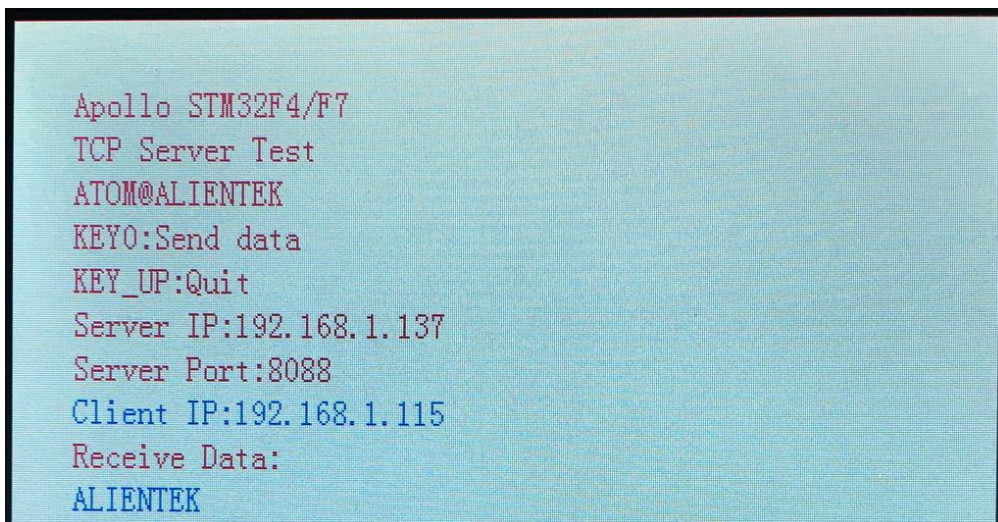 Apollo STM32F4/F7
TCP Server Test
ATOM@ALIENTEK
KEY0:Send data
KEY_UP:Quit
Server IP:192.168.1.137
Server Port:8088
Client IP:192.168.1.115
Receive Data:
ALIENTEK